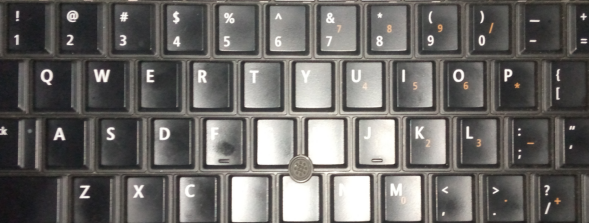 ! @ # $ % ^ & 7 * 8 ( 9 ) / — +
1 2 3 4 5 6 7 8 9 0 - =
Q W E R T Y U 4 I 5 O 6 P * { [
A S D F J K 2 L 3 : ; - "
Z X C N M 0 < , > . ? / +